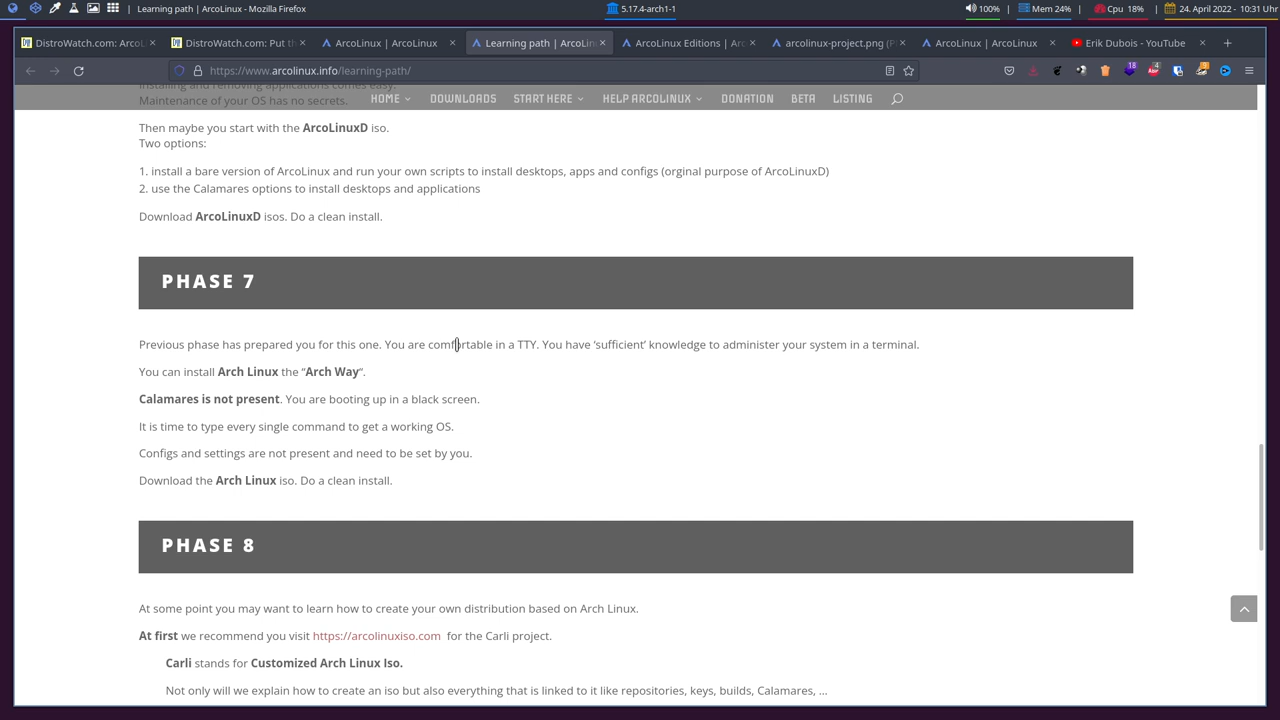 Learning path | ArcoLinux - Mozilla Firefox
5.17.4-arch1-1
100%
Mem 24%
Cpu 18%
24. April 2022 - 10:31 Uhr
DistroWatch.com: ArcoL
DistroWatch.com: Put th
ArcoLinux | ArcoLinux
Learning path | ArcoLin
ArcoLinux Editions | Arc
arcolinux-project.png (P
ArcoLinux | ArcoLinux
Erik Dubois - YouTube
https://www.arcolinux.info/learning-path/
Installing and removing applications comes easy.
HOME
DOWNLOADS
START HERE
HELP ARCOLINUX
DONATION
BETA
LISTING
Maintenance of your OS has no secrets.
Then maybe you start with the ArcoLinuxD iso.
Two options:
1. install a bare version of ArcoLinux and run your own scripts to install desktops, apps and configs (orginal purpose of ArcoLinuxD)
2. use the Calamares options to install desktops and applications
Download ArcoLinuxD isos. Do a clean install.
PHASE 7
Previous phase has prepared you for this one. You are comfortable in a TTY. You have ‘sufficient’ knowledge to administer your system in a terminal.
You can install Arch Linux the “Arch Way”.
Calamares is not present. You are booting up in a black screen.
It is time to type every single command to get a working OS.
Configs and settings are not present and need to be set by you.
Download the Arch Linux iso. Do a clean install.
PHASE 8
At some point you may want to learn how to create your own distribution based on Arch Linux.
At first we recommend you visit https://arcolinuxiso.com for the Carli project.
Carli stands for Customized Arch Linux Iso.
Not only will we explain how to create an iso but also everything that is linked to it like repositories, keys, builds, Calamares, ...